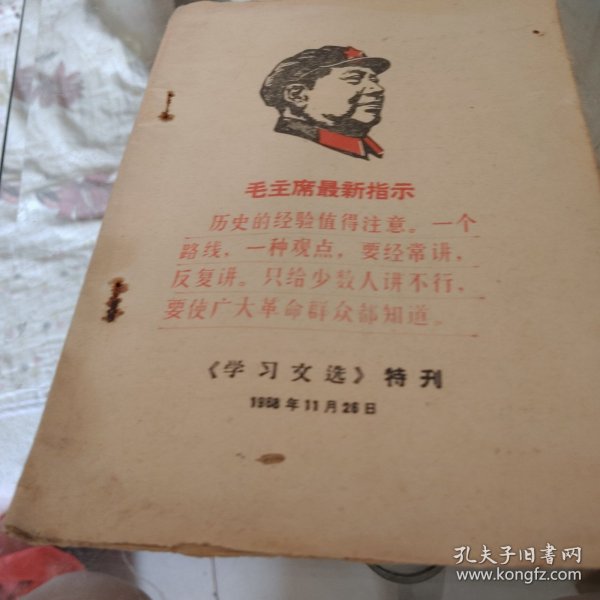 毛主席最新指示
历史的经验值得注意。一个
路线，一种观点，要经常讲，
反复讲。只给少数人讲不行，
要使广大革命群众都知道。
《学习文选》特刊
1968年11月26日
孔夫子旧书网
www.kongfz.com